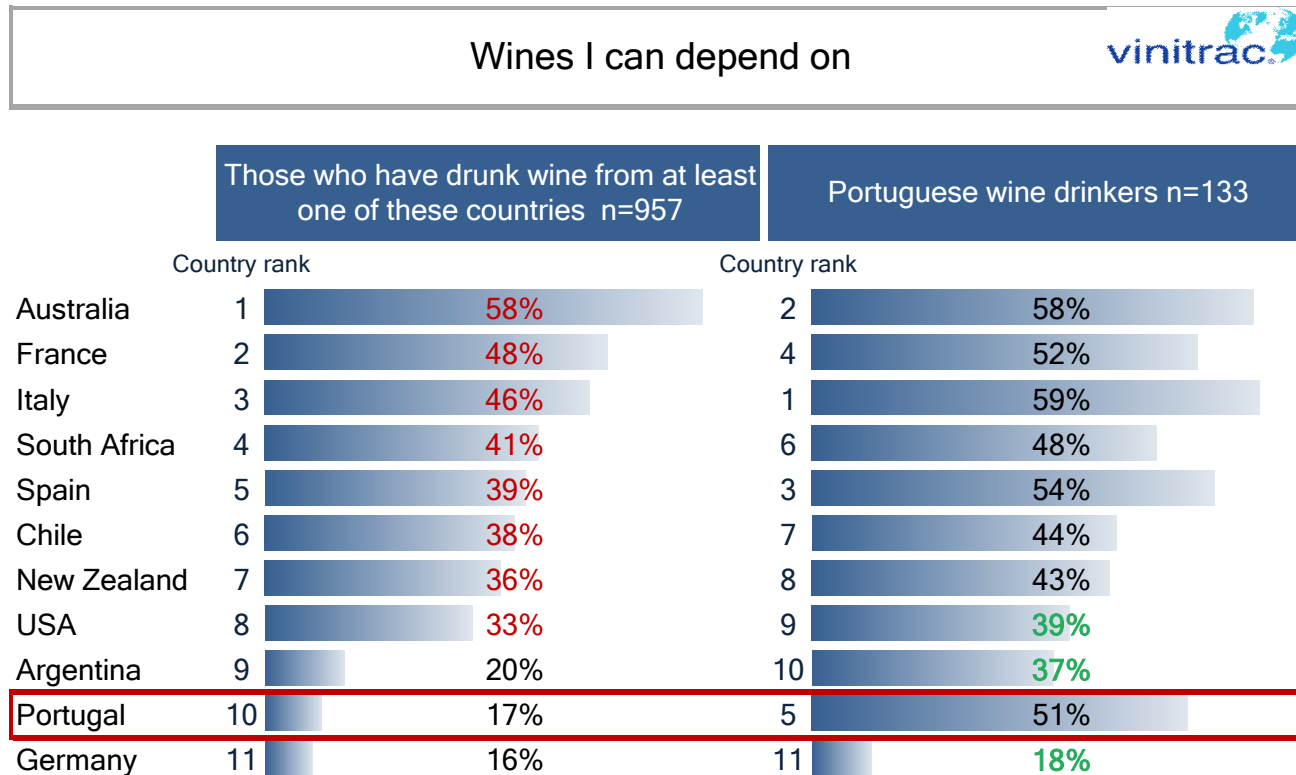 Wines I can depend on
vinitrac®
Those who have drunk wine from at least
one of these countries n=957
Portuguese wine drinkers n=133
Country rank
Country rank
Australia 1 58% 2 58%
France 2 48% 4 52%
Italy 3 46% 1 59%
South Africa 4 41% 6 48%
Spain 5 39% 3 54%
Chile 6 38% 7 44%
New Zealand 7 36% 8 43%
USA 8 33% 9 39%
Argentina 9 20% 10 37%
Portugal 10 17% 5 51%
Germany 11 16% 11 18%